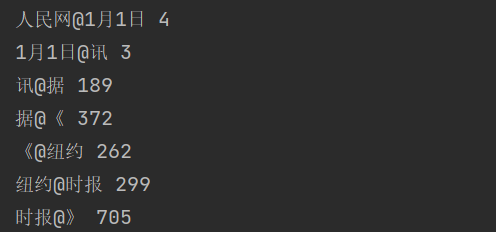 人民网@1月1日 4
1月1日@讯 3
讯@据 189
据@《 372
《@纽约 262
纽约@时报 299
时报@》 705